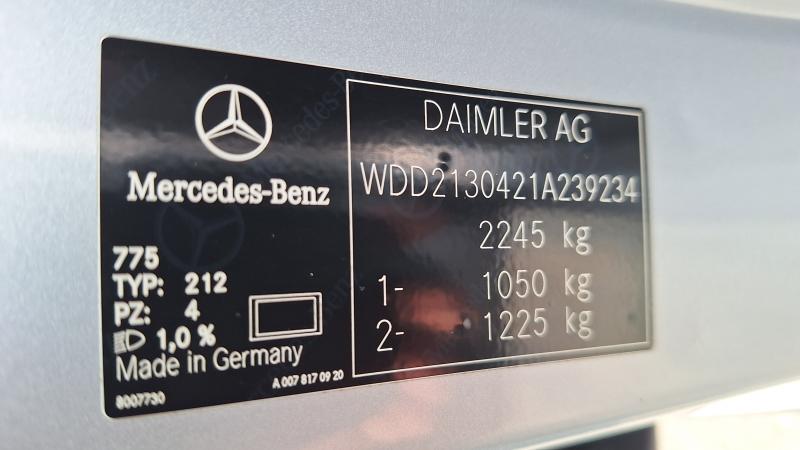 Mercedes-Benz
775
TYP: 212
PZ: 4
1,0 %
Made in Germany
A 007 817 09 20
8007730
DAIMLER AG
WDD2130421A239234
2245 kg
1- 1050 kg
2- 1225 kg